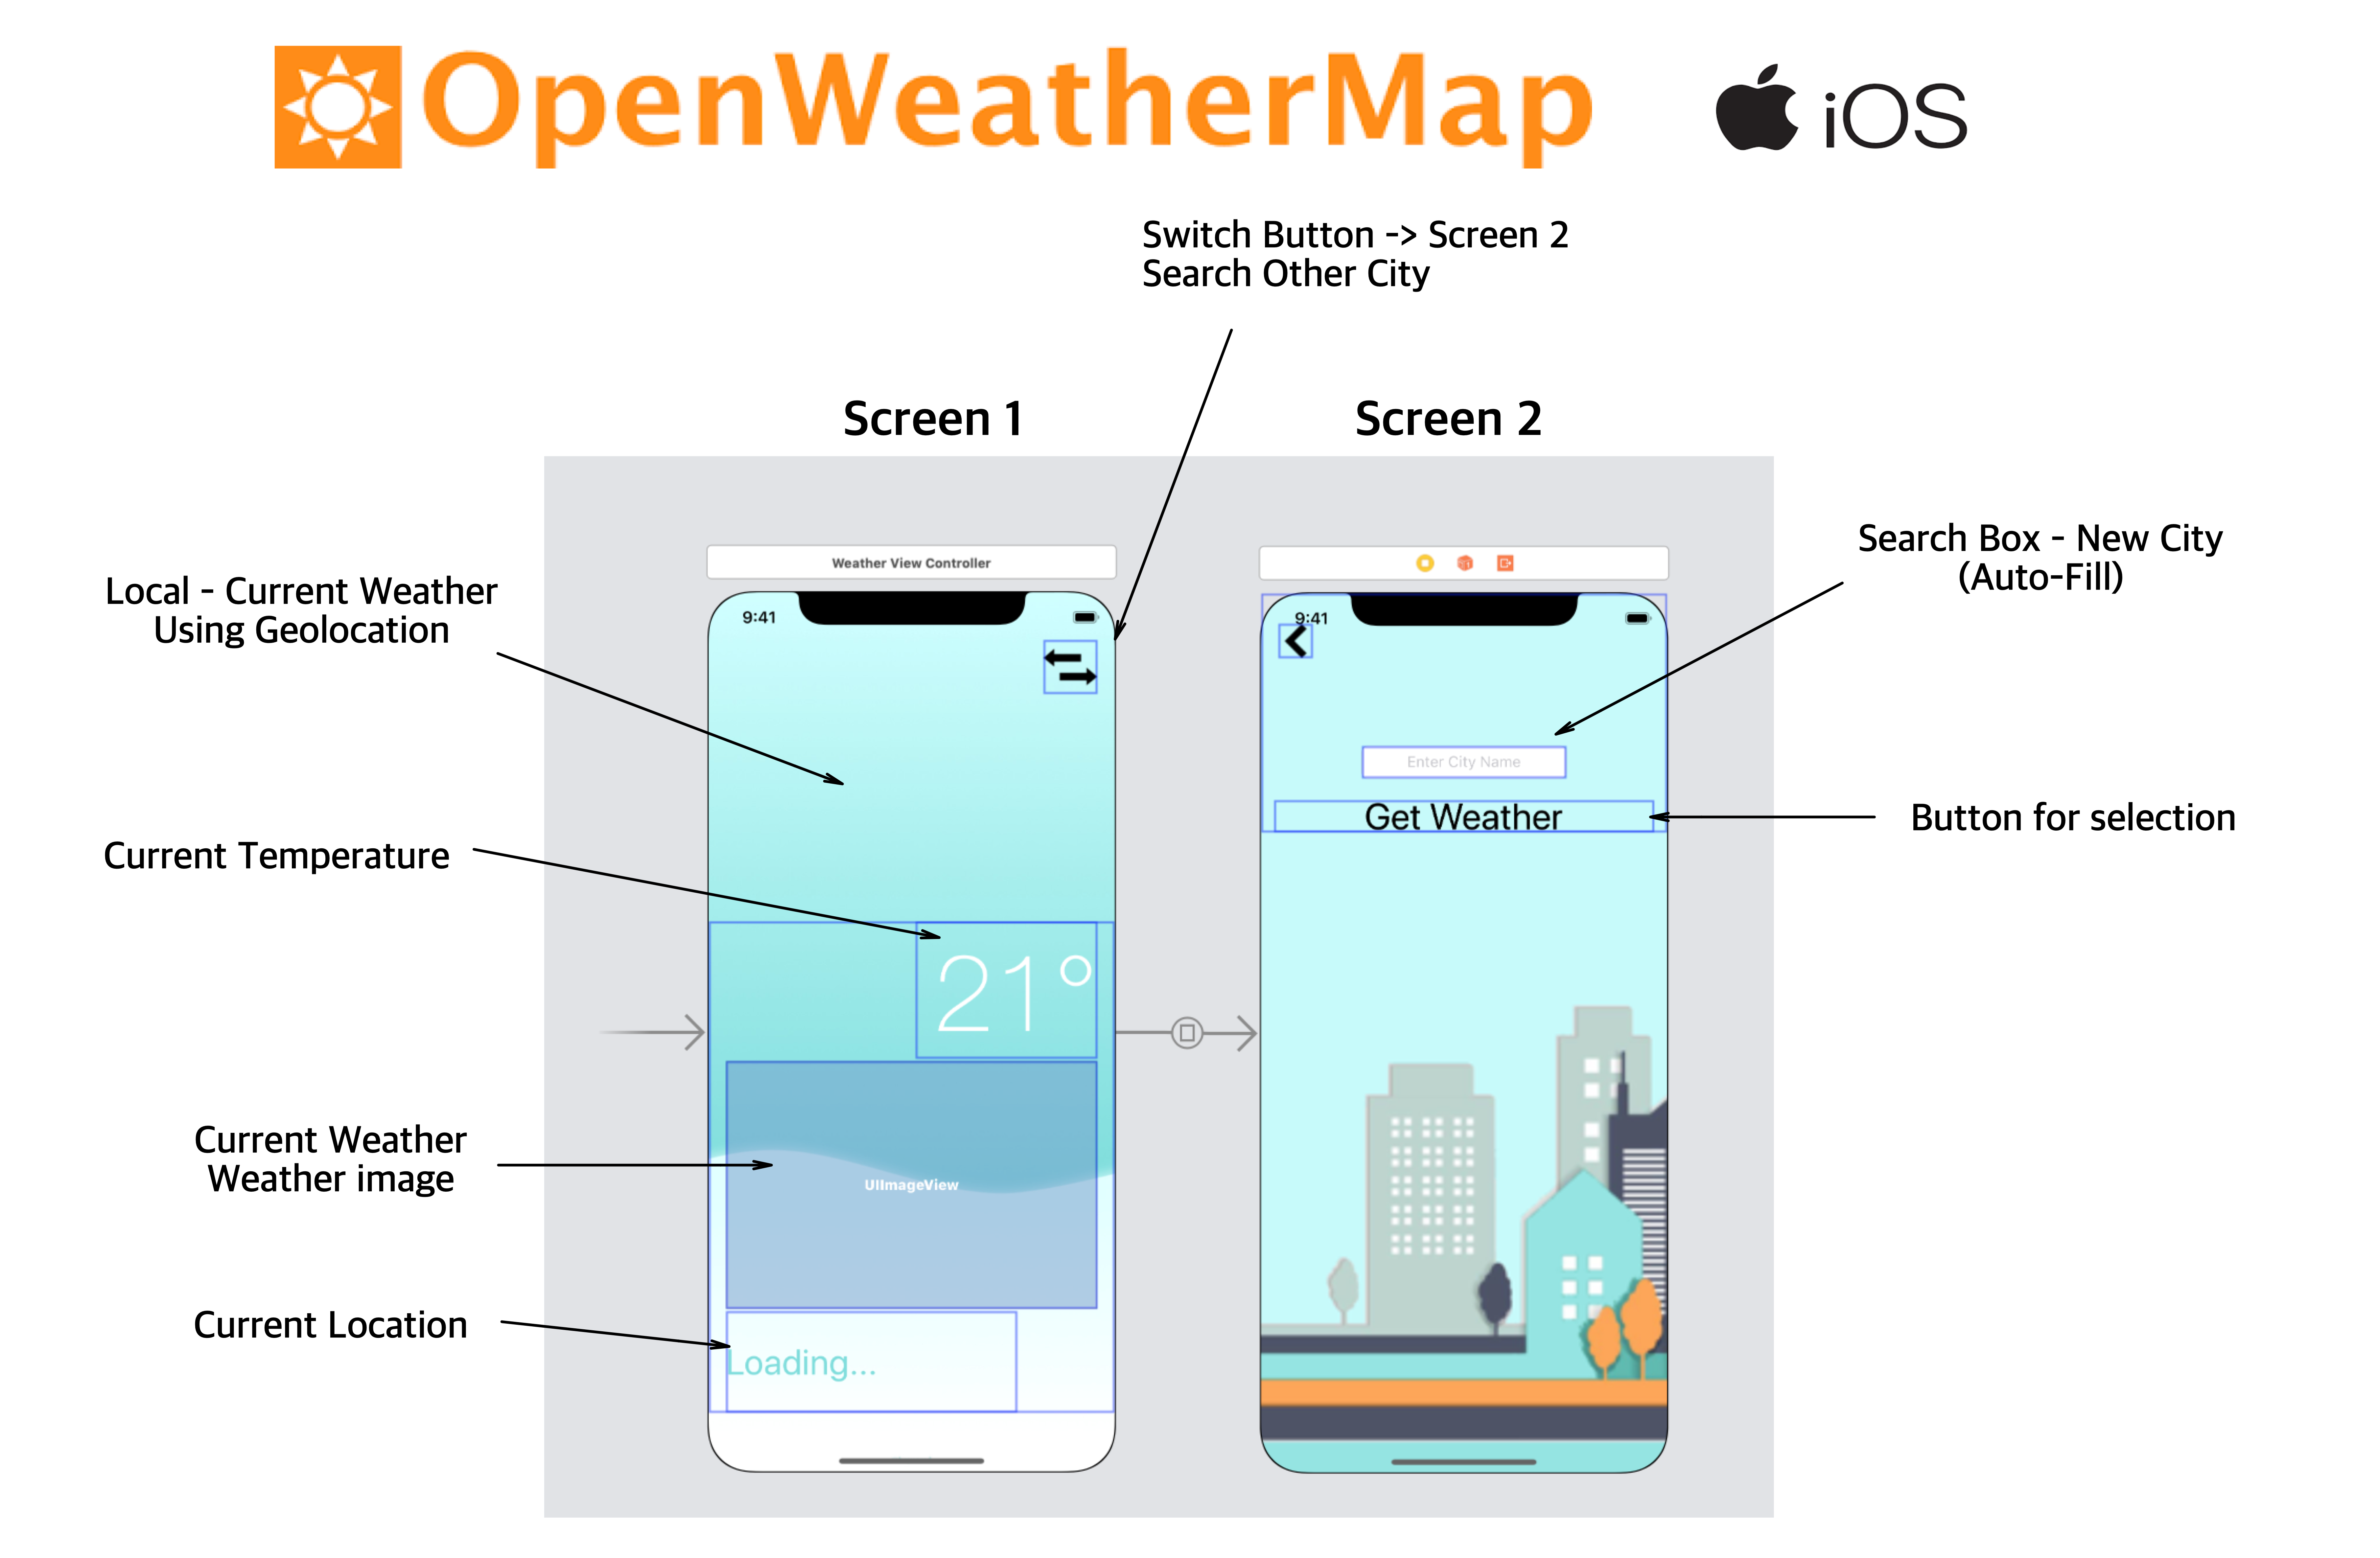 OpenWeatherMap
iOS
Switch Button -> Screen 2
Search Other City
Screen 1
Screen 2
Weather View Controller
Search Box - New City
(Auto-Fill)
Local - Current Weather
Using Geolocation
9:41
9:41
Enter City Name
Get Weather
Button for selection
Current Temperature
21°
Current Weather
Weather image
UIImageView
Current Location
Loading...